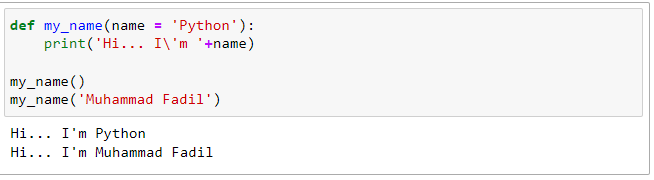 def my_name(name = 'Python'):
    print('Hi... I\'m '+name)
my_name()
my_name('Muhammad Fadil')
Hi... I'm Python
Hi... I'm Muhammad Fadil